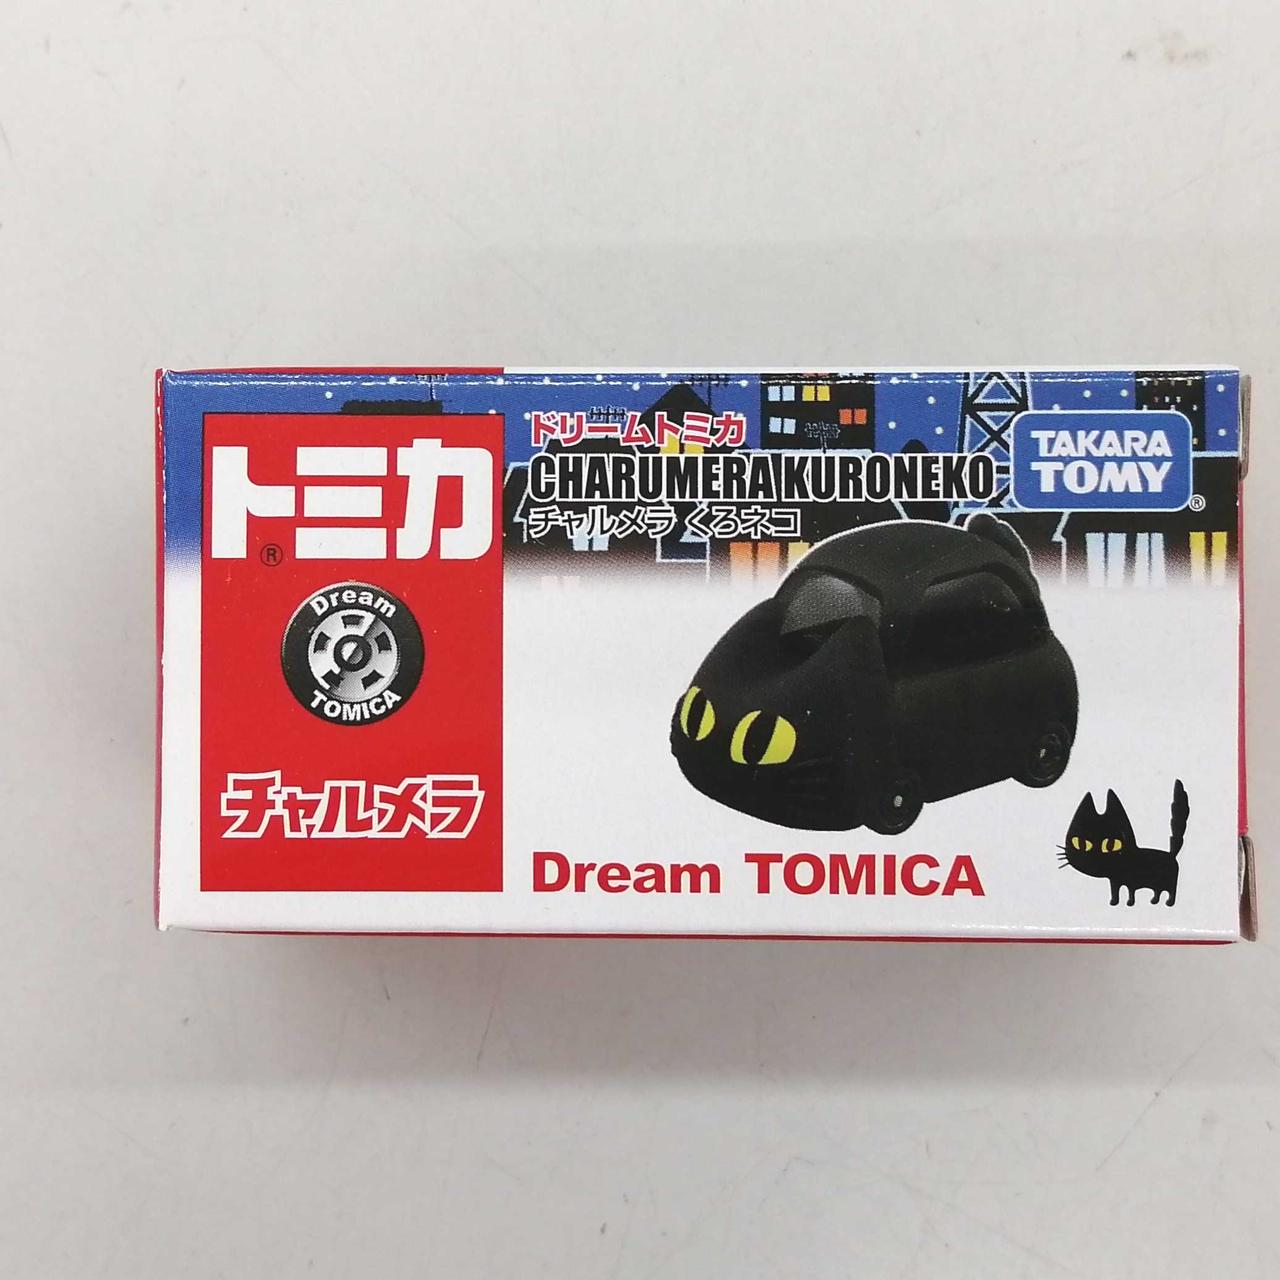 トミカ
®
Dream
TOMICA
チャルメラ
ドリームトミカ
CHARUMERA KURONEKO
チャルメラ くろネコ
TAKARA
TOMY
®
Dream TOMICA